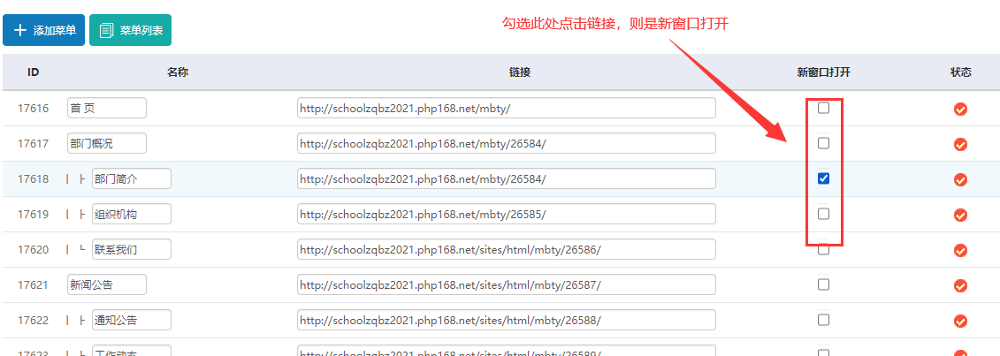 勾选此处点击链接，则是新窗口打开
添加菜单 菜单列表
ID 名称 链接 新窗口打开 状态
17616 首 页 http://schoolzqbz2021.php168.net/mbty/
17617 部门概况 http://schoolzqbz2021.php168.net/mbty/26584/
17618 部门简介 http://schoolzqbz2021.php168.net/mbty/26584/
17619 组织机构 http://schoolzqbz2021.php168.net/mbty/26585/
17620 联系我们 http://schoolzqbz2021.php168.net/sites/html/mbty/26586/
17621 新闻公告 http://schoolzqbz2021.php168.net/sites/html/mbty/26587/
17622 通知公告 http://schoolzqbz2021.php168.net/sites/html/mbty/26588/
17623 工作动态 http://schoolzqbz2021.php168.net/sites/html/mbty/26589/